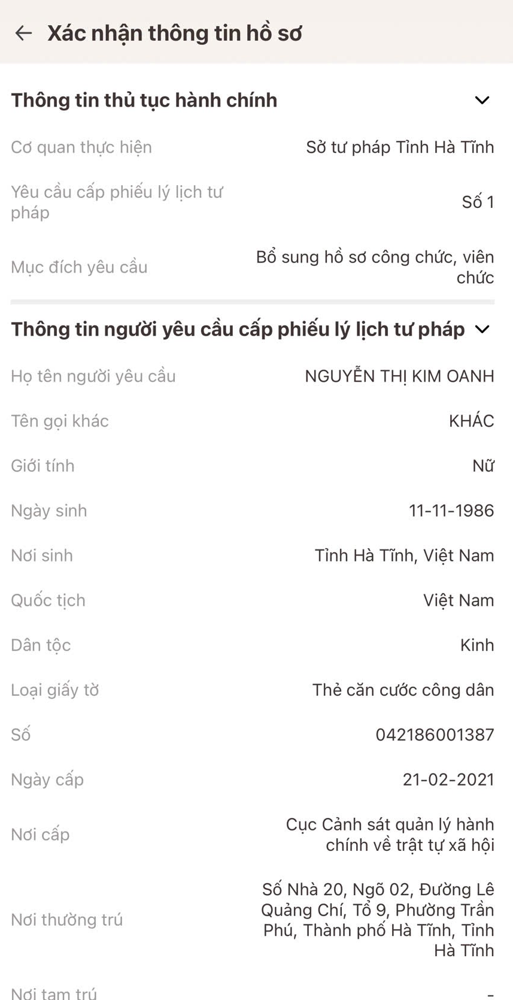 Xác nhận thông tin hồ sơ
Thông tin thủ tục hành chính
Cơ quan thực hiện
Sở tư pháp Tỉnh Hà Tĩnh
Yêu cầu cấp phiếu lý lịch tư
pháp
Số 1
Mục đích yêu cầu
Bổ sung hồ sơ công chức, viên
chức
Thông tin người yêu cầu cấp phiếu lý lịch tư pháp
Họ tên người yêu cầu
NGUYỄN THỊ KIM OANH
Tên gọi khác
KHÁC
Giới tính
Nữ
Ngày sinh
11-11-1986
Nơi sinh
Tỉnh Hà Tĩnh, Việt Nam
Quốc tịch
Việt Nam
Dân tộc
Kinh
Loại giấy tờ
Thẻ căn cước công dân
Số
042186001387
Ngày cấp
21-02-2021
Nơi cấp
Cục Cảnh sát quản lý hành
chính về trật tự xã hội
Nơi thường trú
Số Nhà 20, Ngõ 02, Đường Lê
Quảng Chí, Tổ 9, Phường Trần
Phú, Thành phố Hà Tĩnh, Tỉnh
Hà Tĩnh
Nơi tạm trú
-